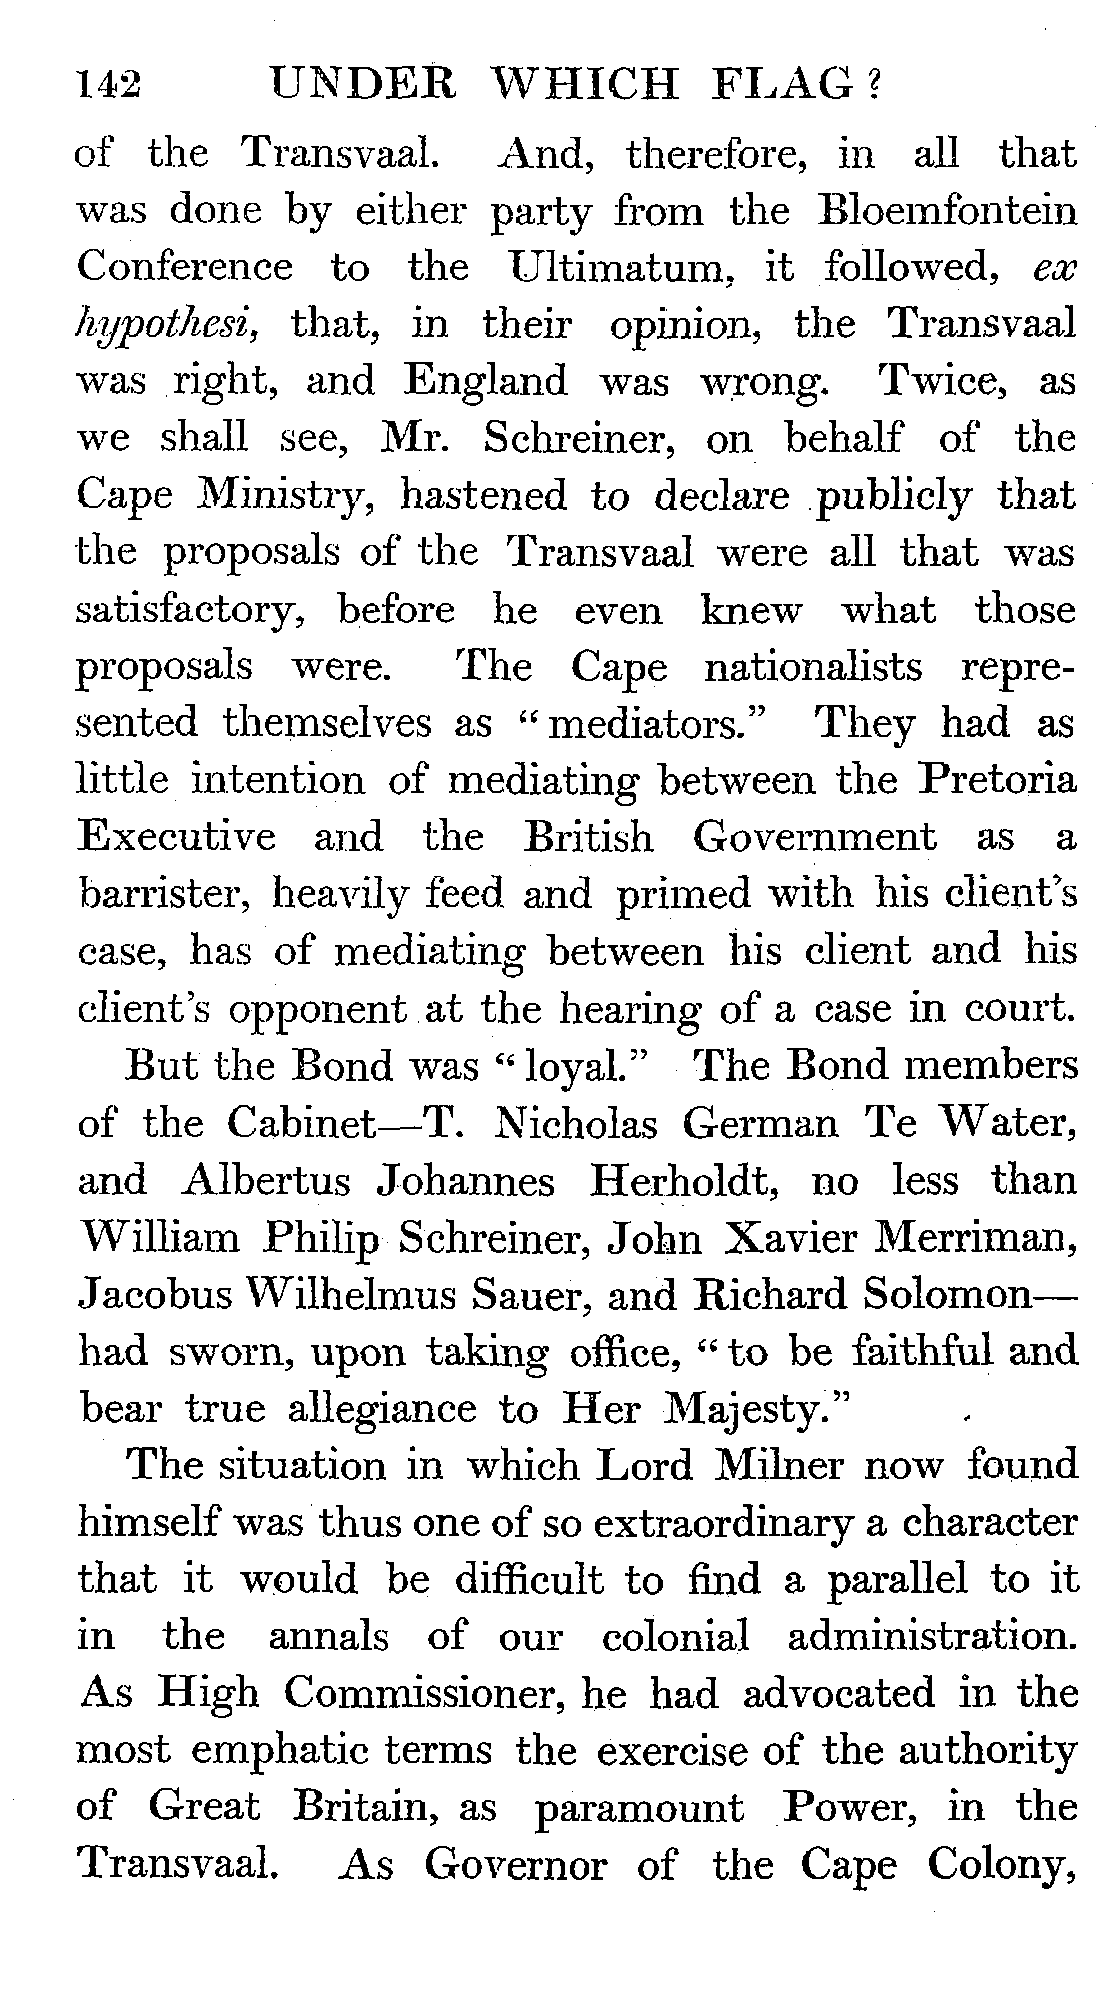 142 UNDER WHICH FLAG?
of the Transvaal. And, therefore, in all that
was done by either party from the Bloemfontein
Conference to the Ultimatum, it followed, ex
hypothesi, that, in their opinion, the Transvaal
was right, and England was wrong. Twice, as
we shall see, Mr. Schreiner, on behalf of the
Cape Ministry, hastened to declare publicly that
the proposals of the Transvaal were all that was
satisfactory, before he even knew what those
proposals were. The Cape nationalists repre-
sented themselves as “mediators.” They had as
little intention of mediating between the Pretoria
Executive and the British Government as a
barrister, heavily feed and primed with his client’s
case, has of mediating between his client and his
client’s opponent at the hearing of a case in court.
But the Bond was “loyal.” The Bond members
of the Cabinet—T. Nicholas German Te Water,
and Albertus Johannes Herholdt, no less than
William Philip Schreiner, John Xavier Merriman,
Jacobus Wilhelmus Sauer, and Richard Solomon—
had sworn, upon taking office, “to be faithful and
bear true allegiance to Her Majesty.”
The situation in which Lord Milner now found
himself was thus one of so extraordinary a character
that it would be difficult to find a parallel to it
in the annals of our colonial administration.
As High Commissioner, he had advocated in the
most emphatic terms the exercise of the authority
of Great Britain, as paramount Power, in the
Transvaal. As Governor of the Cape Colony,